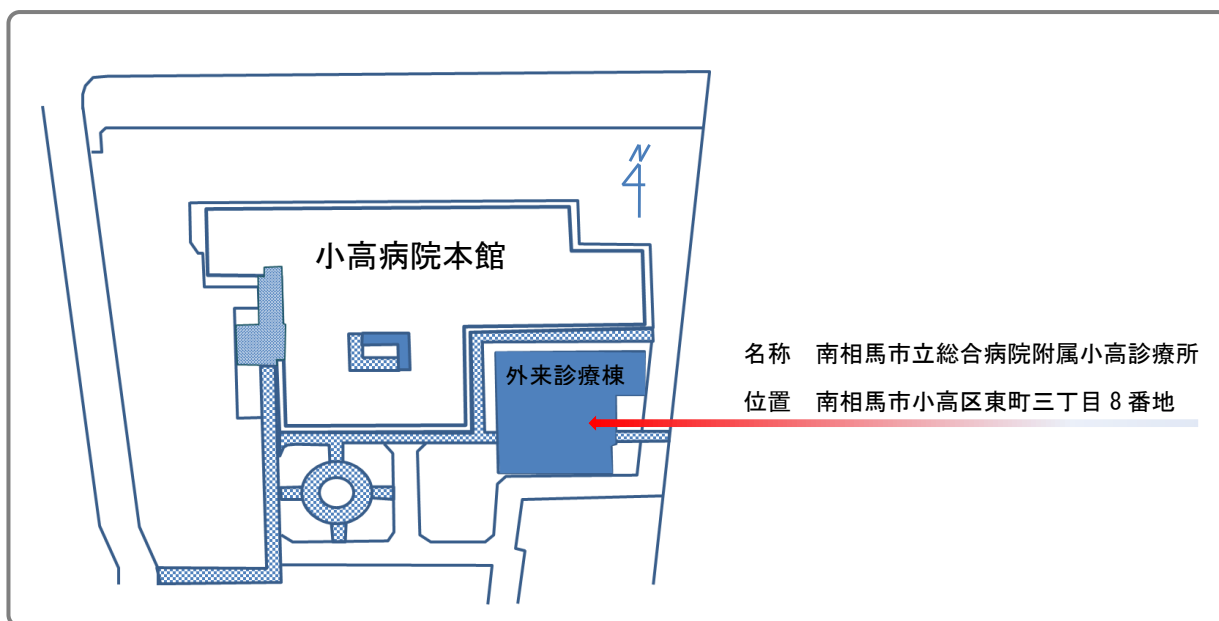 N
小高病院本館
外来診療棟
名称 南相馬市立総合病院附属小高診療所
位置 南相馬市小高区東町三丁目8番地